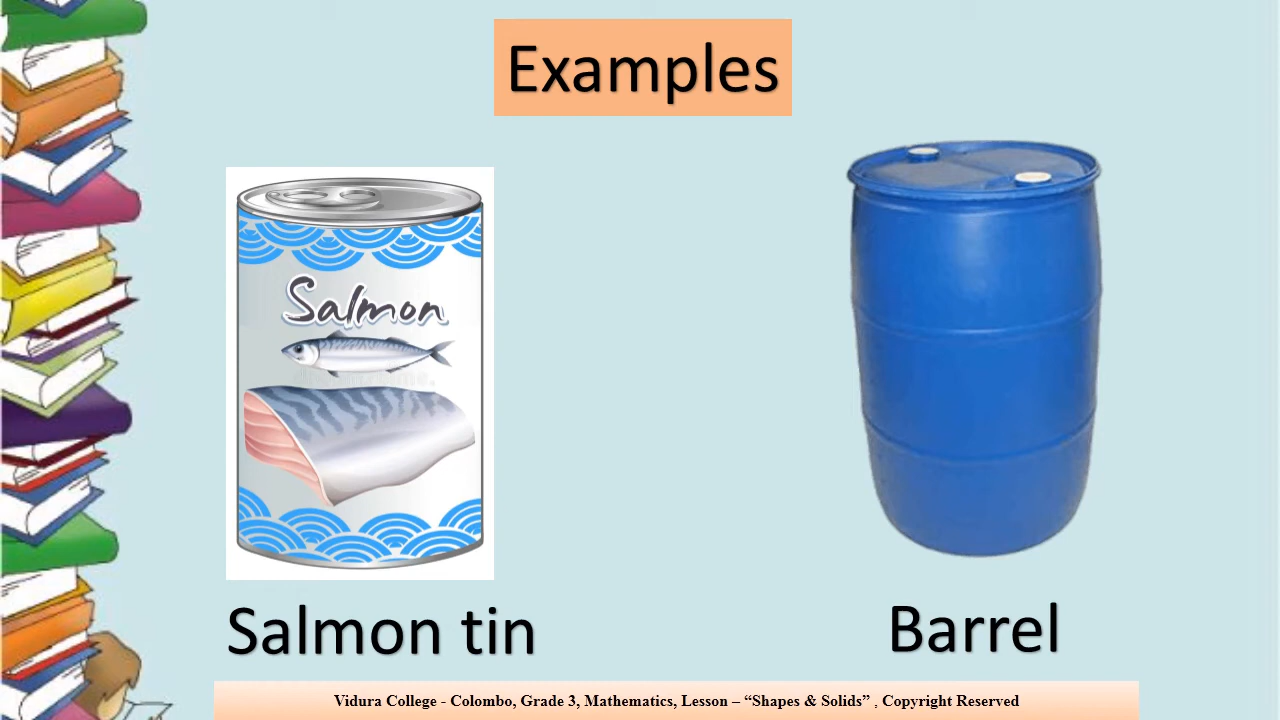 Examples
Salmon
Salmon tin
Barrel
Vidura College - Colombo, Grade 3, Mathematics, Lesson – “Shapes & Solids” , Copyright Reserved